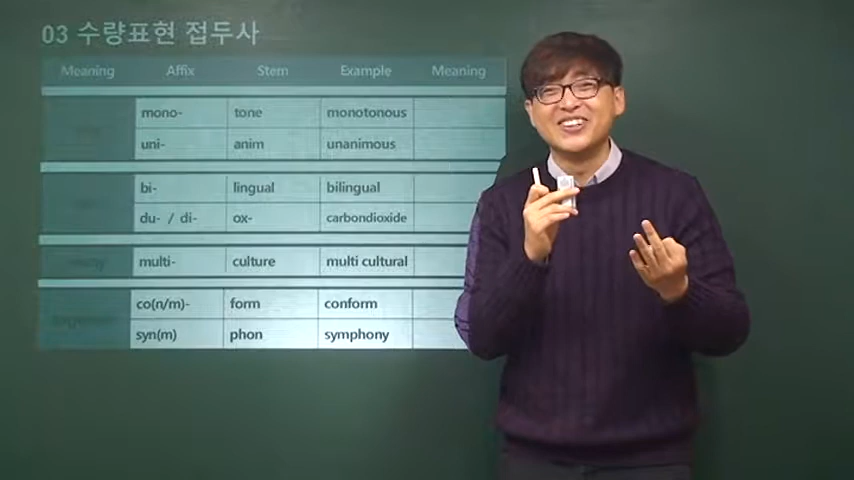 03 수량표현 접두사
Meaning Affix Stem Example Meaning
mono- tone monotonous
uni- anim unanimous
bi- lingual bilingual
du- / di- ox- carbondioxide
multi- culture multi cultural
co(n/m)- form conform
syn(m) phon symphony